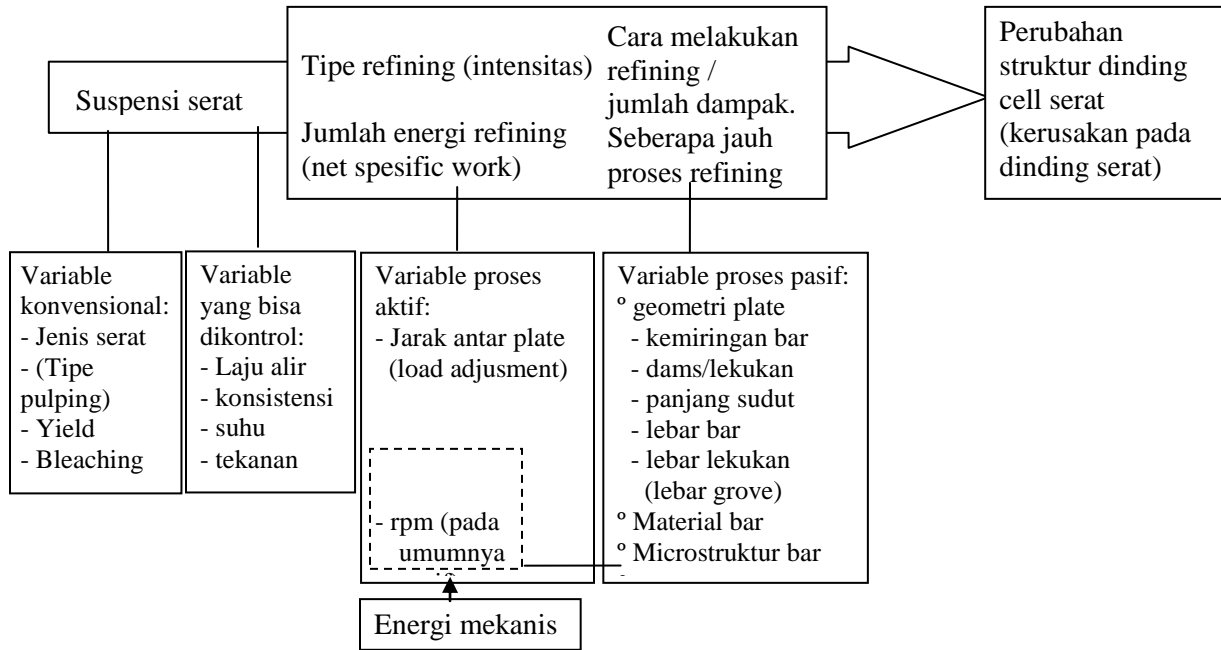 Suspensi serat
Tipe refining (intensitas)
Jumlah energi refining
(net spesific work)
Cara melakukan
refining /
jumlah dampak.
Seberapa jauh
proses refining
Perubahan
struktur dinding
cell serat
(kerusakan pada
dinding serat)
Variable
konvensional:
- Jenis serat
- (Tipe
pulping)
- Yield
- Bleaching
Variable
yang bisa
dikontrol:
- Laju alir
- konsistensi
- suhu
- tekanan
Variable proses
aktif:
- Jarak antar plate
(load adjusment)
- rpm (pada
umumnya
Variable proses pasif:
° geometri plate
- kemiringan bar
- dams/lekukan
- panjang sudut
- lebar bar
- lebar lekukan
(lebar grove)
° Material bar
° Microstruktur bar
Energi mekanis